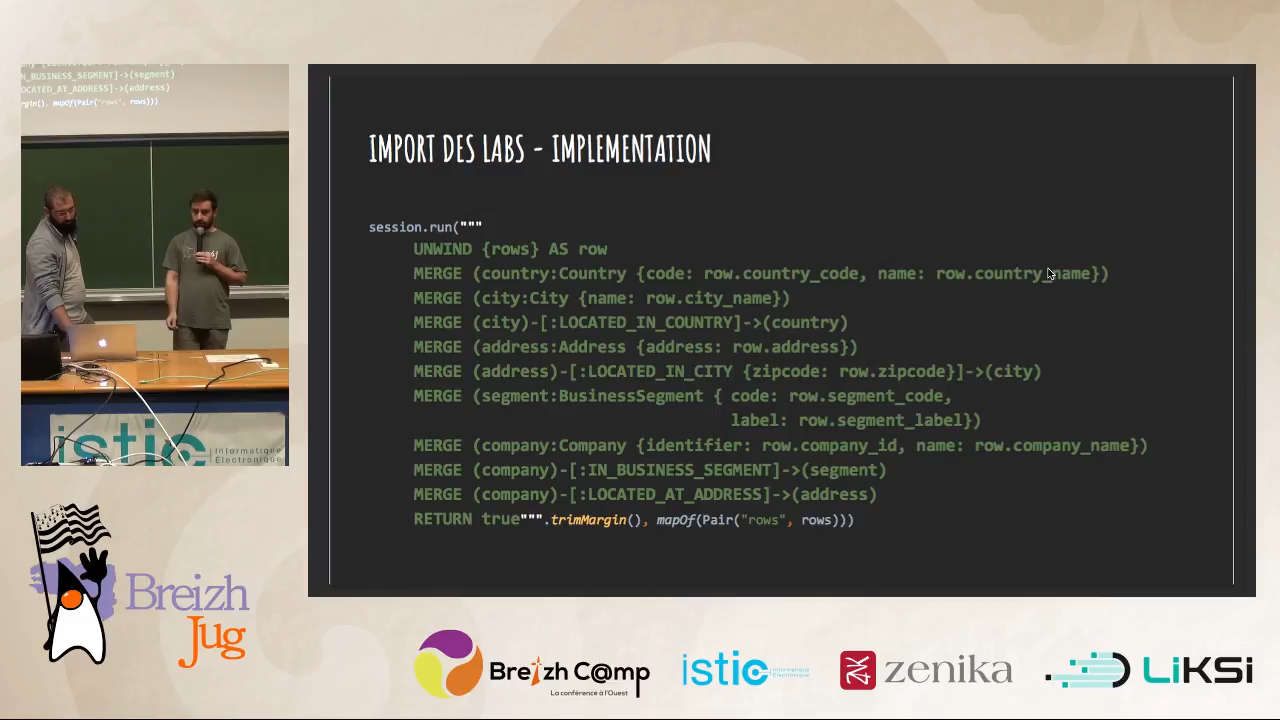 N_BUSINESS_SEGMENT]->(segment)
OCATED_AT_ADDRESS]->(address)
rgin(), mapOf(Pair("rows", rows)))
istic Informatique
Électronique
IMPORT DES LABS - IMPLEMENTATION
session.run("""
UNWIND {rows} AS row
MERGE (country:Country {code: row.country_code, name: row.country_name})
MERGE (city:City {name: row.city_name})
MERGE (city)-[:LOCATED_IN_COUNTRY]->(country)
MERGE (address:Address {address: row.address})
MERGE (address)-[:LOCATED_IN_CITY {zipcode: row.zipcode}]->(city)
MERGE (segment:BusinessSegment { code: row.segment_code,
label: row.segment_label})
MERGE (company:Company {identifier: row.company_id, name: row.company_name})
MERGE (company)-[:IN_BUSINESS_SEGMENT]->(segment)
MERGE (company)-[:LOCATED_AT_ADDRESS]->(address)
RETURN true""".trimMargin(), mapOf(Pair("rows", rows)))
Breizh
Jug
Breizh C@mp
La conférence à l'Ouest
istic Informatique
Électronique
ZK zenika
LiKSi